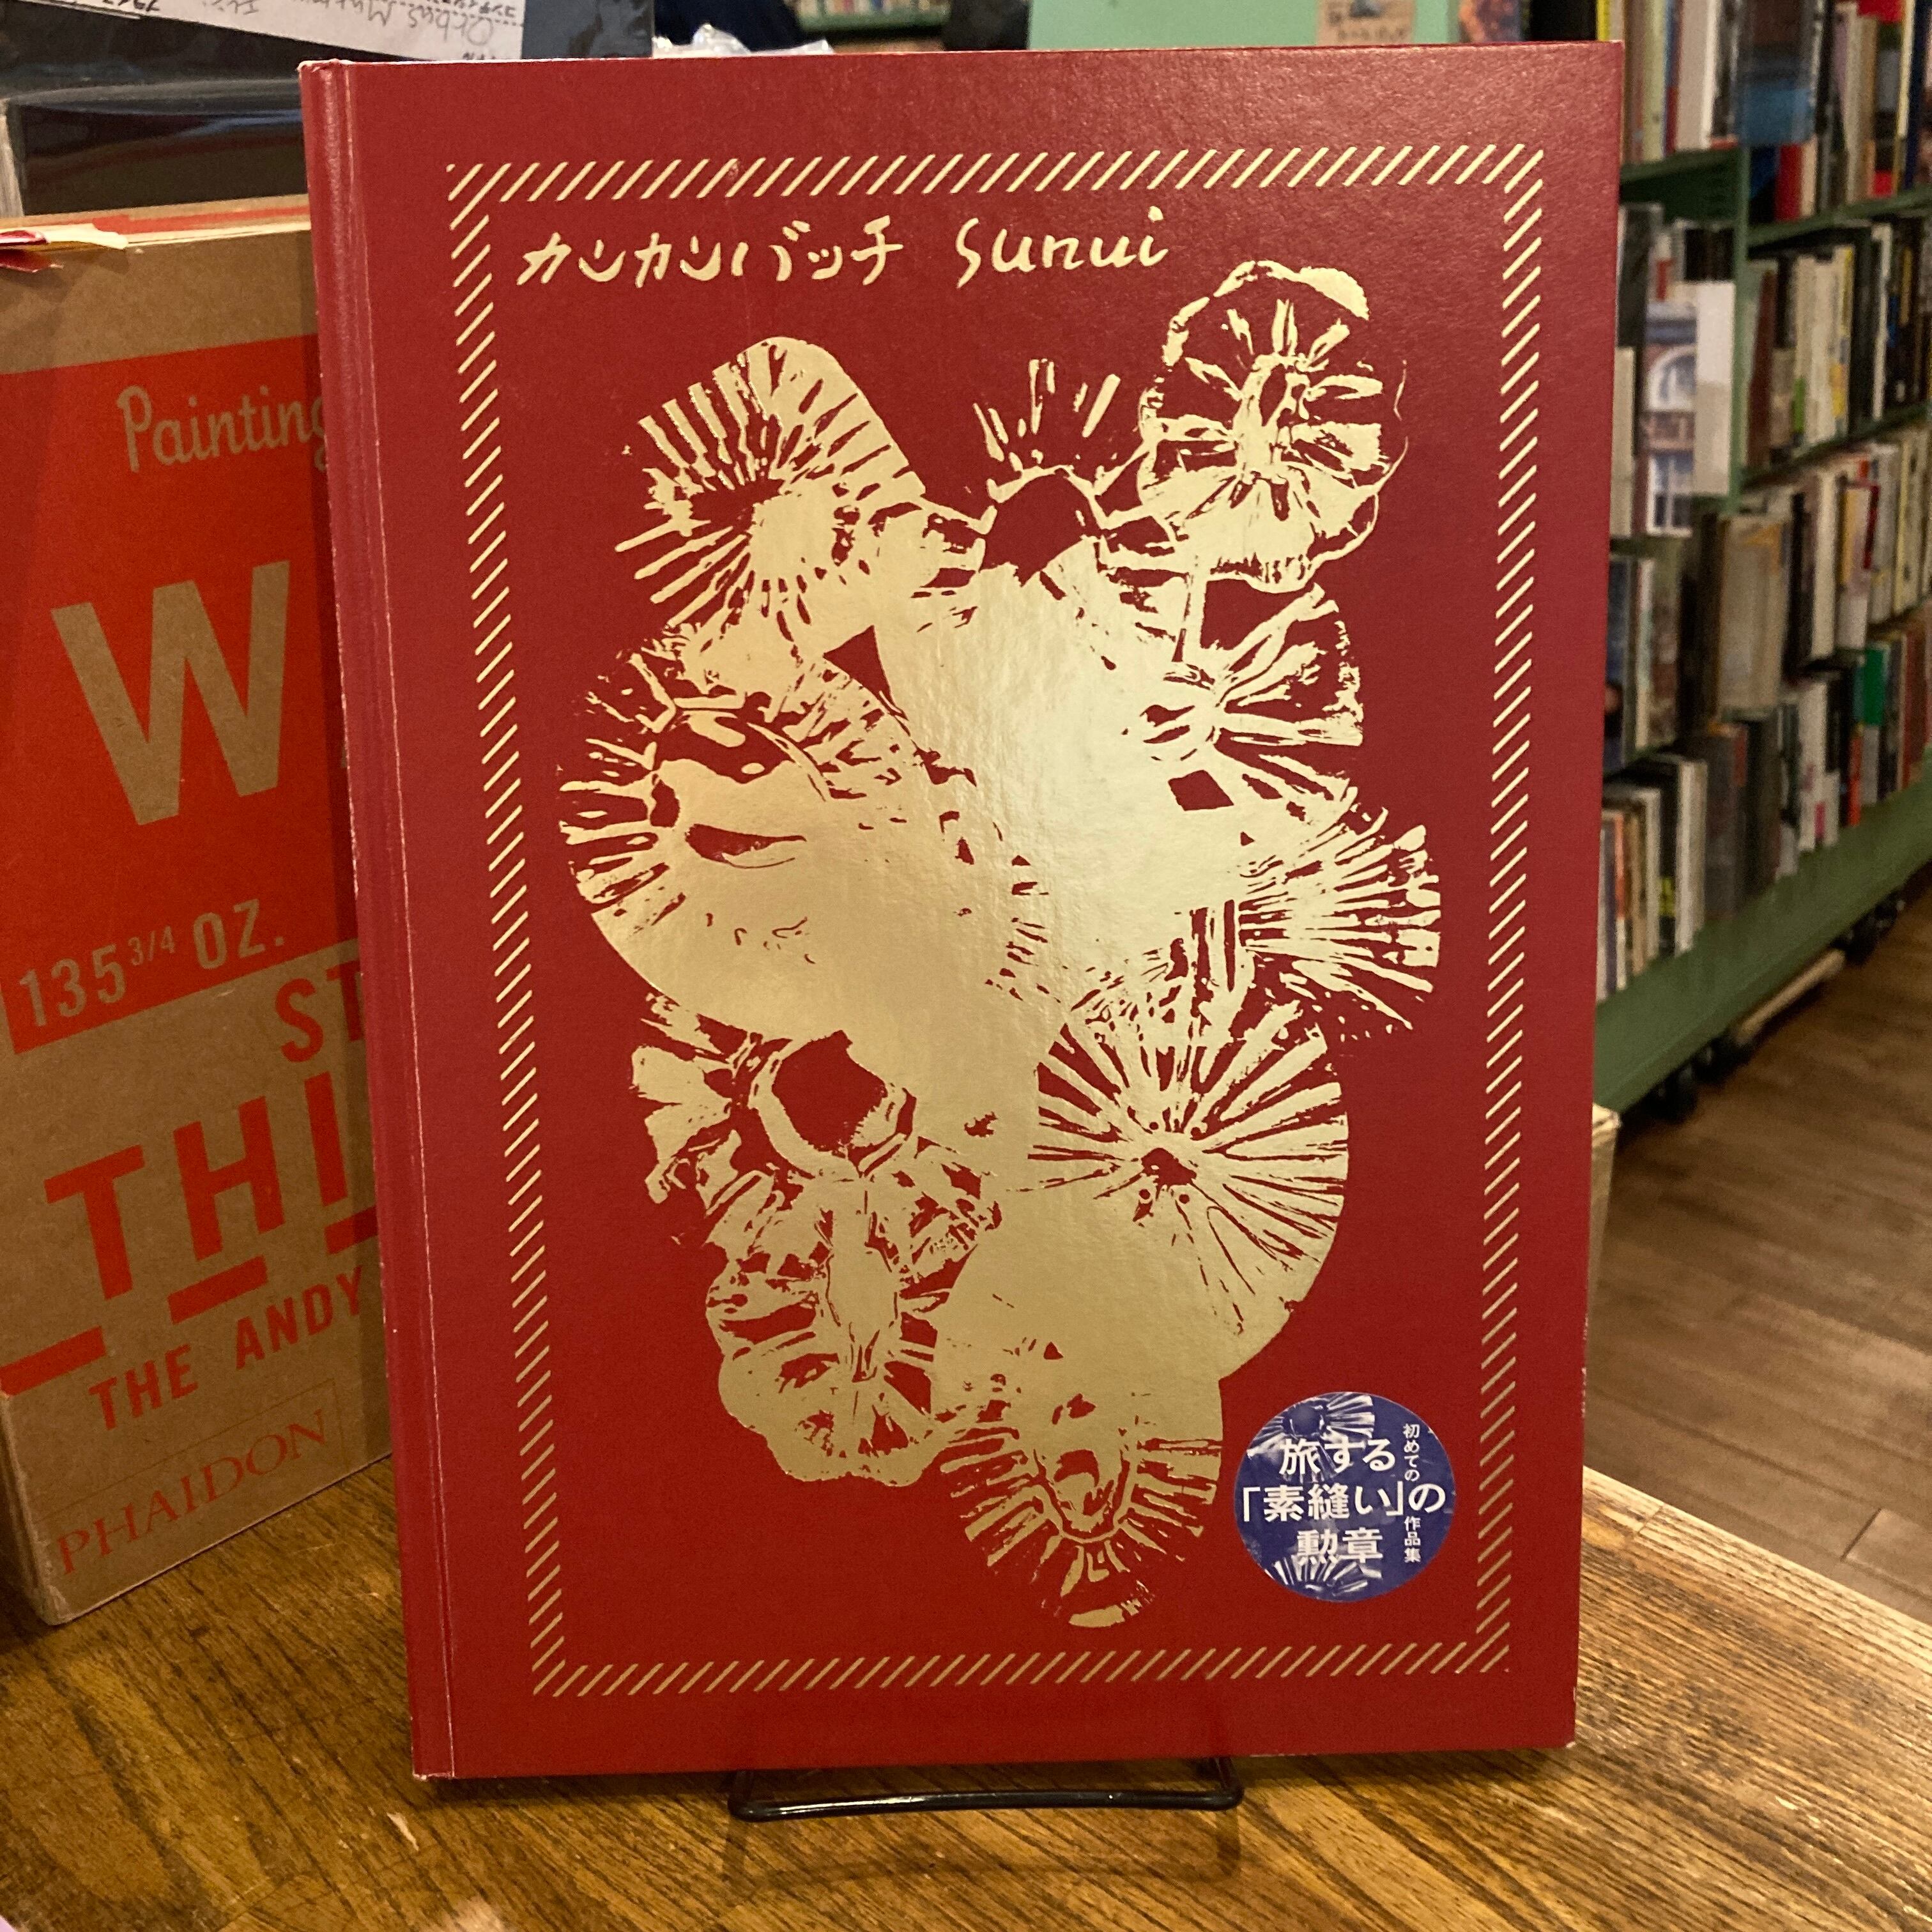 カンカンバッチ sunui
旅する
「素縫い」の
勲章
初めての
作品集
Painting
W
135 3/4 OZ.
ST
THI
THE ANDY
PHAIDON